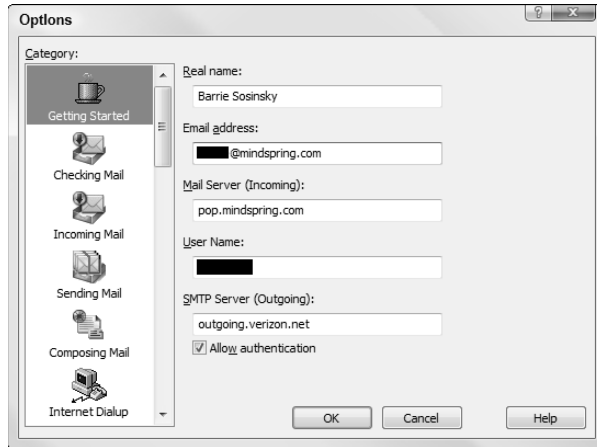 Options
Category:
Getting Started
Checking Mail
Incoming Mail
Sending Mail
Composing Mail
Internet Dialup
Real name:
Barrie Sosinsky
Email address:
@mindspring.com
Mail Server (Incoming):
pop.mindspring.com
User Name:
SMTP Server (Outgoing):
outgoing.verizon.net
Allow authentication
OK
Cancel
Help